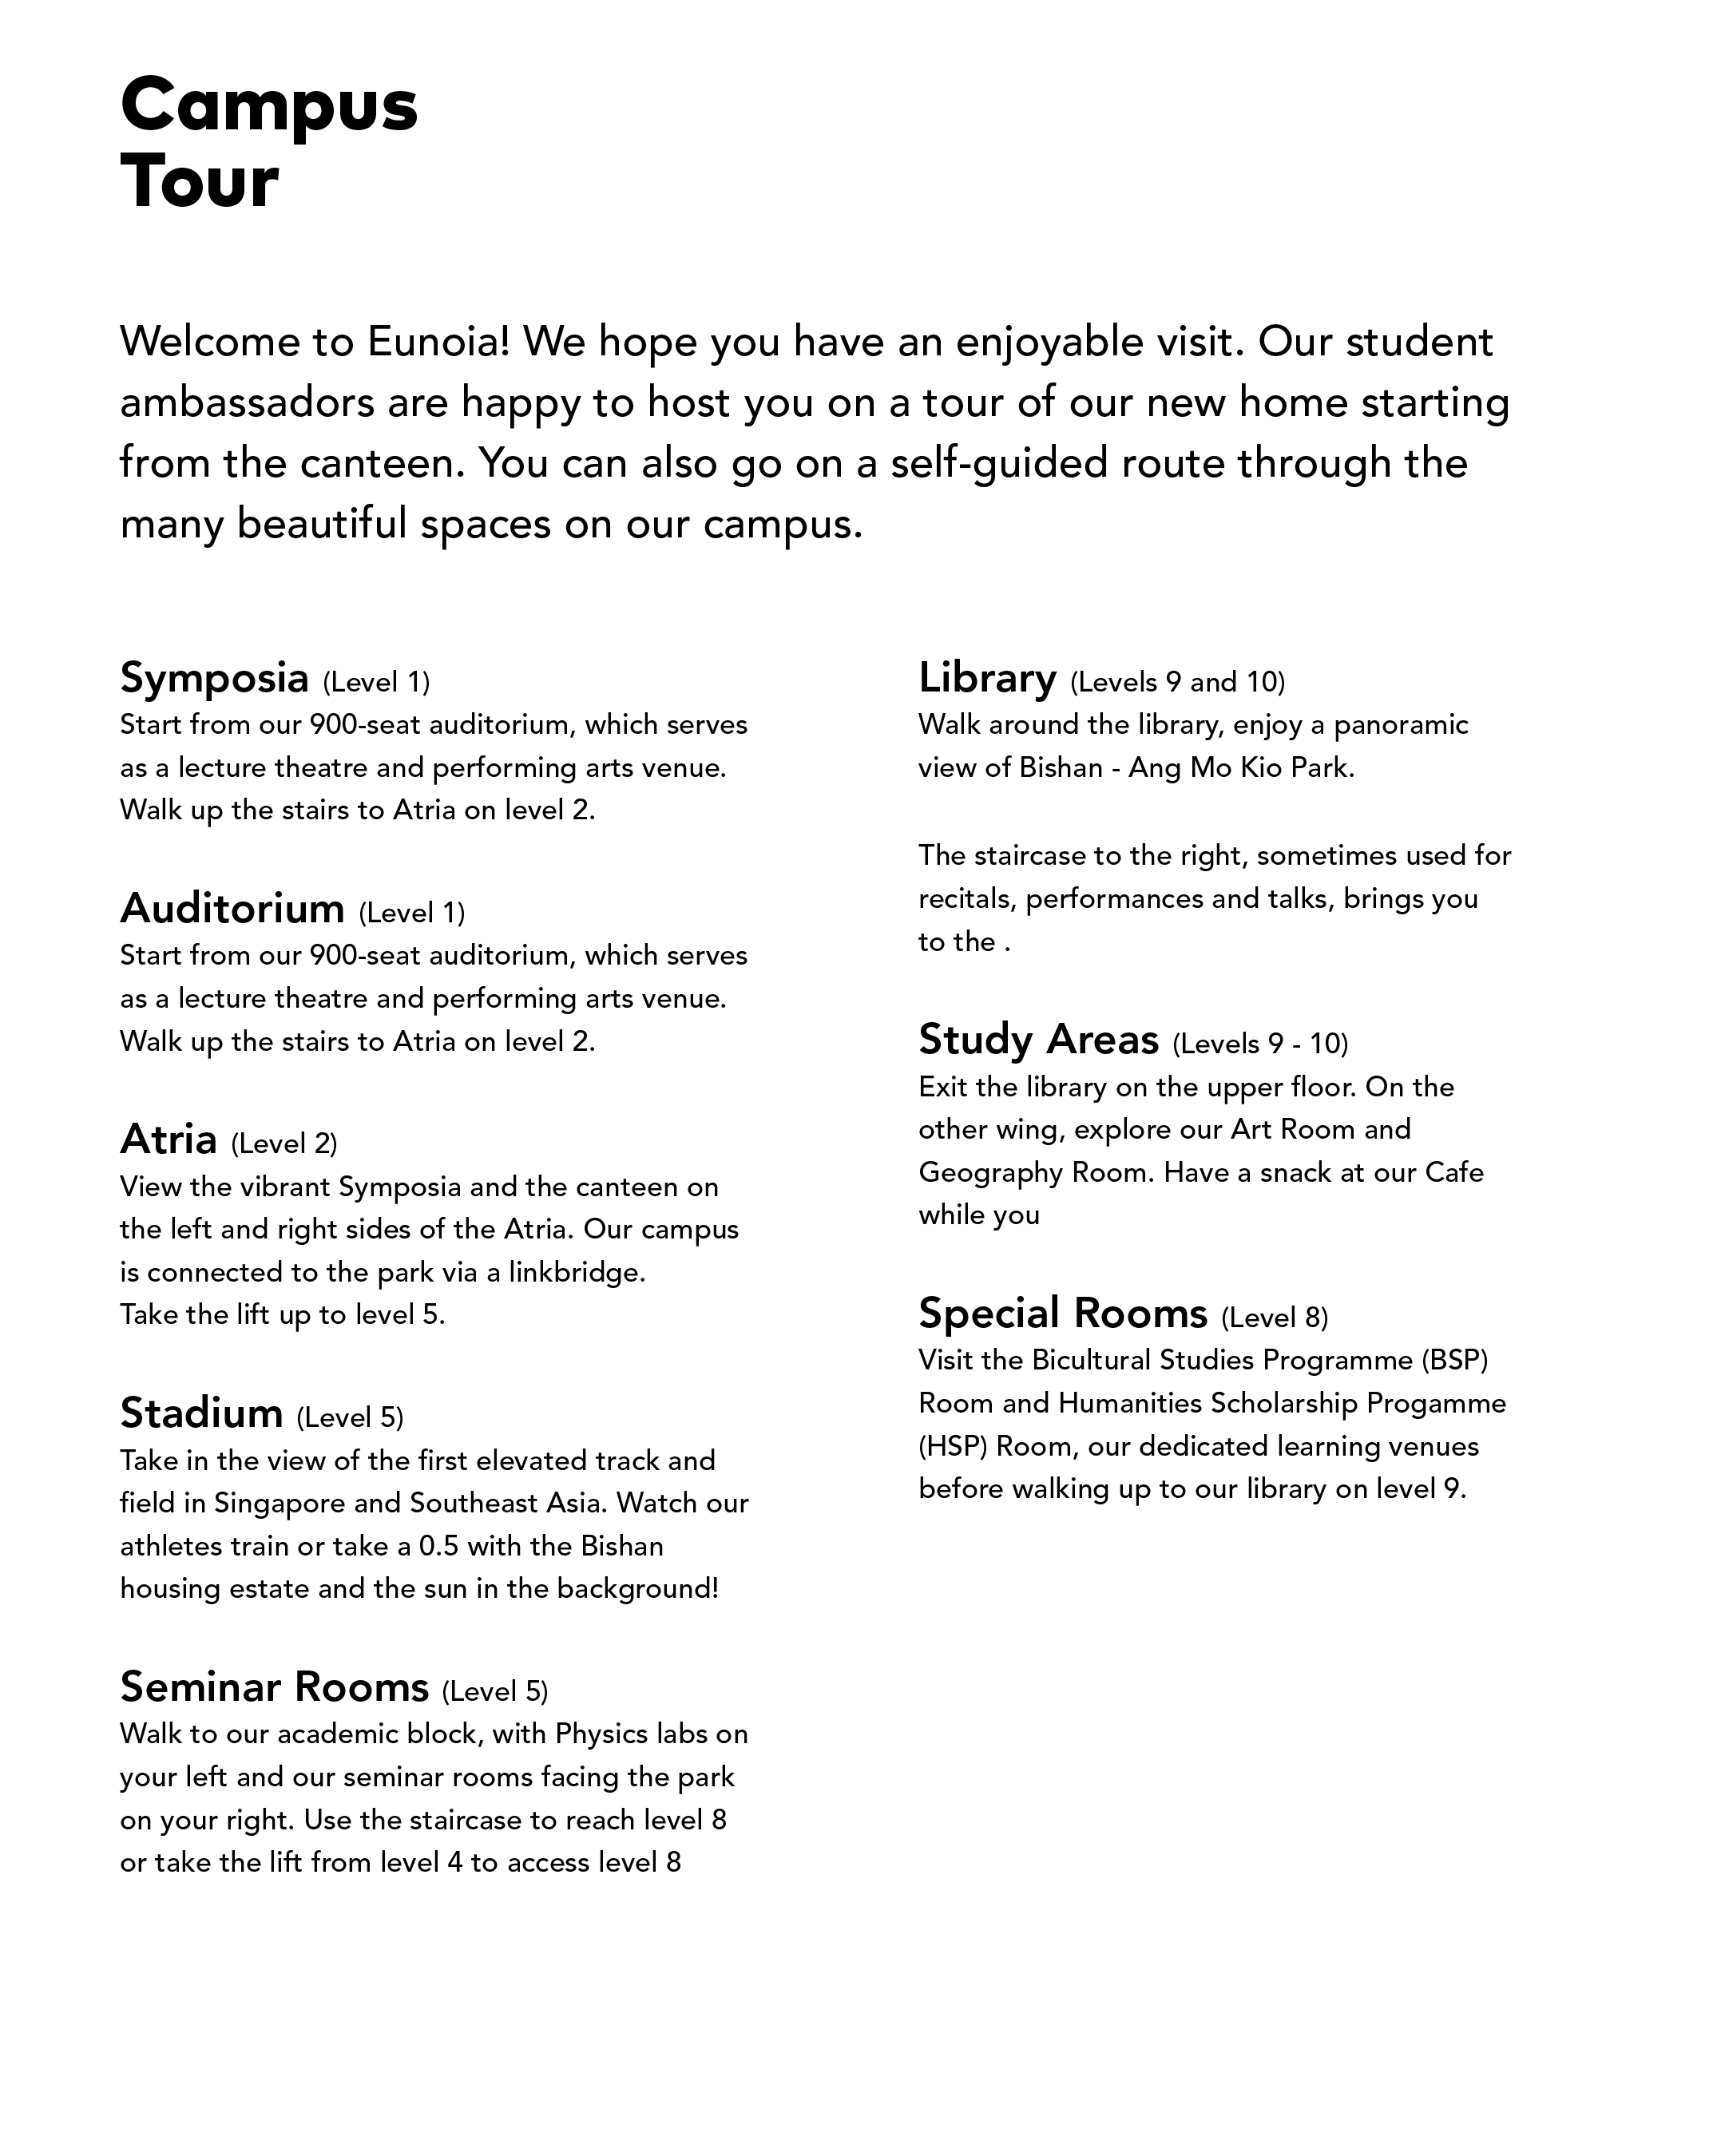 Campus
Tour
Welcome to Eunoia! We hope you have an enjoyable visit. Our student
ambassadors are happy to host you on a tour of our new home starting
from the canteen. You can also go on a self-guided route through the
many beautiful spaces on our campus.
Symposia (Level 1)
Start from our 900-seat auditorium, which serves
as a lecture theatre and performing arts venue.
Walk up the stairs to Atria on level 2.
Auditorium (Level 1)
Start from our 900-seat auditorium, which serves
as a lecture theatre and performing arts venue.
Walk up the stairs to Atria on level 2.
Atria (Level 2)
View the vibrant Symposia and the canteen on
the left and right sides of the Atria. Our campus
is connected to the park via a linkbridge.
Take the lift up to level 5.
Stadium (Level 5)
Take in the view of the first elevated track and
field in Singapore and Southeast Asia. Watch our
athletes train or take a 0.5 with the Bishan
housing estate and the sun in the background!
Seminar Rooms (Level 5)
Walk to our academic block, with Physics labs on
your left and our seminar rooms facing the park
on your right. Use the staircase to reach level 8
or take the lift from level 4 to access level 8
Library (Levels 9 and 10)
Walk around the library, enjoy a panoramic
view of Bishan - Ang Mo Kio Park.
The staircase to the right, sometimes used for
recitals, performances and talks, brings you
to the .
Study Areas (Levels 9 - 10)
Exit the library on the upper floor. On the
other wing, explore our Art Room and
Geography Room. Have a snack at our Cafe
while you
Special Rooms (Level 8)
Visit the Bicultural Studies Programme (BSP)
Room and Humanities Scholarship Progamme
(HSP) Room, our dedicated learning venues
before walking up to our library on level 9.